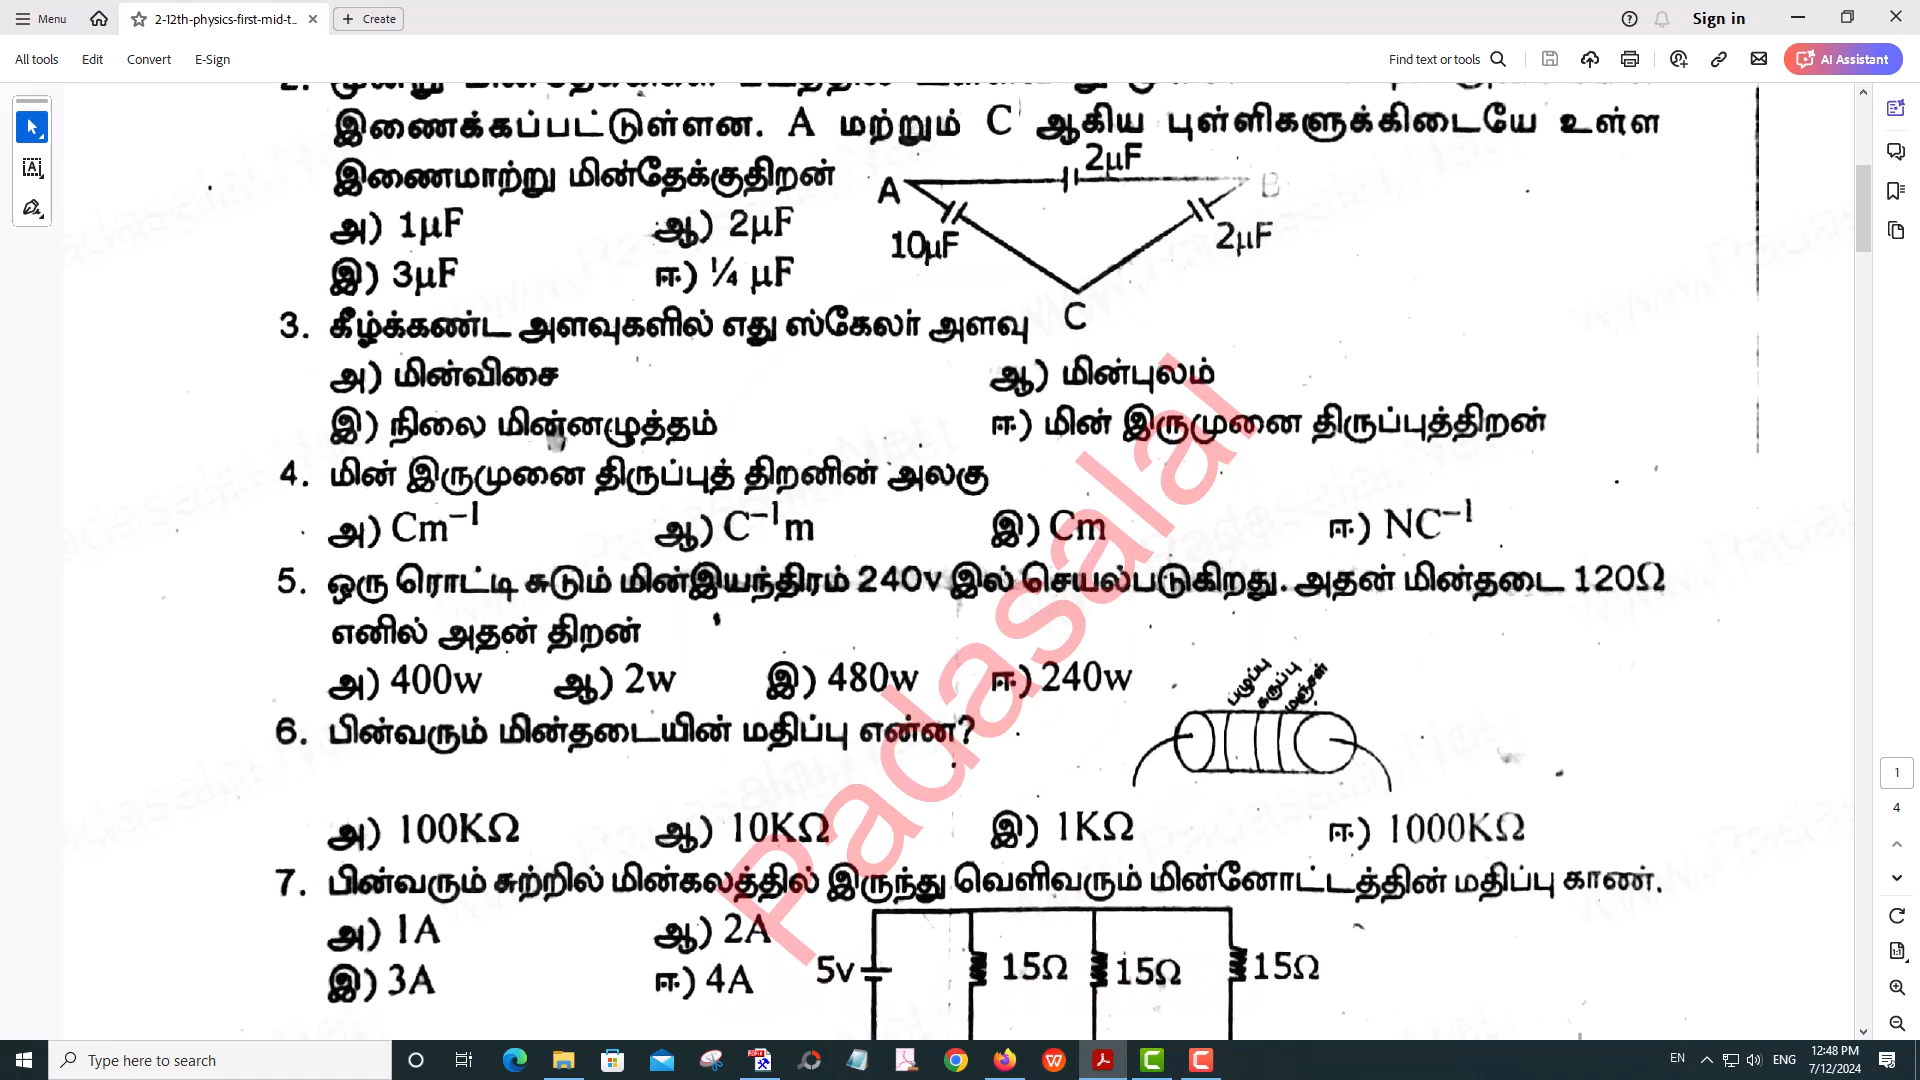 Menu
2-12th-physics-first-mid-t...
Create
Sign in
All tools
Edit
Convert
E-Sign
Find text or tools
AI Assistant
இணைக்கப்பட்டுள்ளன. A மற்றும் C ஆகிய புள்ளிகளுக்கிடையே உள்ள
இணைமாற்று மின்தேக்குதிறன்
A
2μF
B
10μF
2μF
C
அ) 1μF
ஆ) 2μF
இ) 3μF
ஈ) ¼ μF
3. கீழ்க்கண்ட அளவுகளில் எது ஸ்கேலர் அளவு
அ) மின்விசை
ஆ) மின்புலம்
இ) நிலை மின்னழுத்தம்
ஈ) மின் இருமுனை திருப்புத்திறன்
4. மின் இருமுனை திருப்புத் திறனின் அலகு
அ) Cm⁻¹
ஆ) C⁻¹m
இ) Cm
ஈ) NC⁻¹
5. ஒரு ரொட்டி சுடும் மின்இயந்திரம் 240v இல் செயல்படுகிறது. அதன் மின்தடை 120Ω
எனில் அதன் திறன்
அ) 400w
ஆ) 2w
இ) 480w
ஈ) 240w
6. பின்வரும் மின்தடையின் மதிப்பு என்ன?
பழுப்பு
கருப்பு
மஞ்சள்
அ) 100KΩ
ஆ) 10KΩ
இ) 1KΩ
ஈ) 1000KΩ
7. பின்வரும் சுற்றில் மின்கலத்தில் இருந்து வெளிவரும் மின்னோட்டத்தின் மதிப்பு காண்.
அ) 1A
ஆ) 2A
இ) 3A
ஈ) 4A
5v
15Ω
15Ω
15Ω
Padasalai
1
4
Type here to search
EN
ENG
12:48 PM
7/12/2024